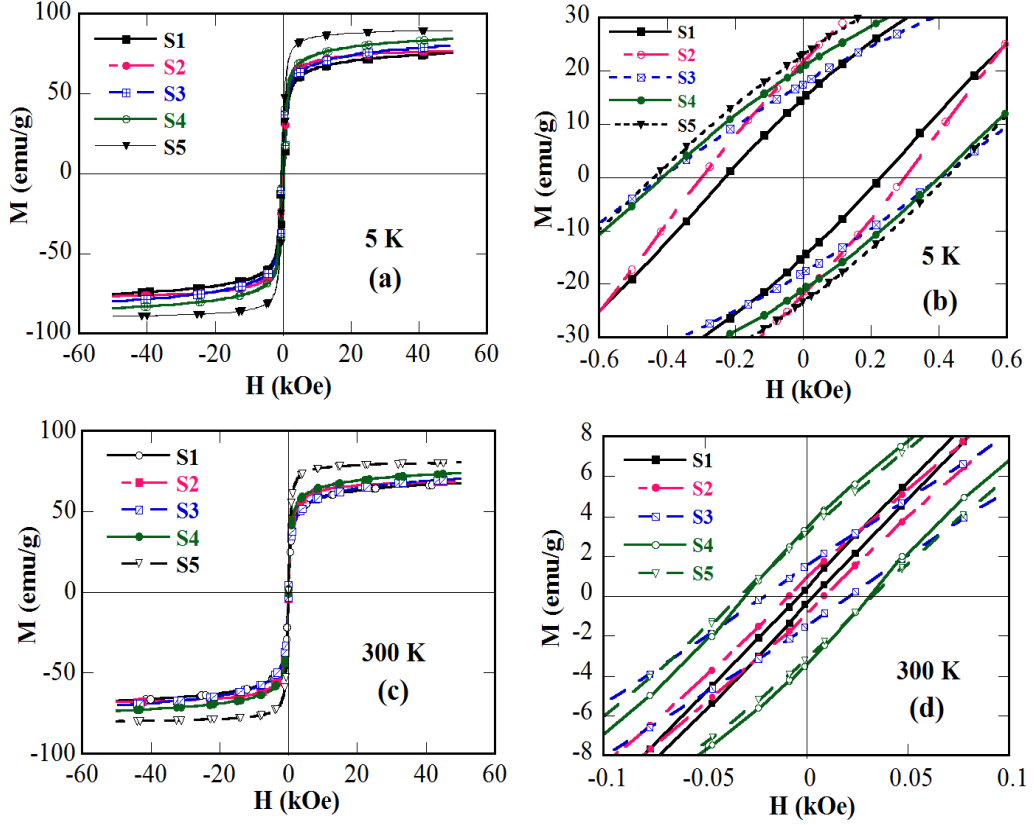 100
50
0
-50
-100
M (emu/g)
S1
S2
S3
S4
S5
5 K
(a)
-60 -40 -20 0 20 40 60
H (kOe)
30
20
10
0
-10
-20
-30
M (emu/g)
S1
S2
S3
S4
S5
5 K
(b)
-0.6 -0.4 -0.2 0 0.2 0.4 0.6
H (kOe)
100
50
0
-50
-100
M (emu/g)
S1
S2
S3
S4
S5
300 K
(c)
-60 -40 -20 0 20 40 60
H (kOe)
8
6
4
2
0
-2
-4
-6
-8
M (emu/g)
S1
S2
S3
S4
S5
300 K
(d)
-0.1 -0.05 0 0.05 0.1
H (kOe)